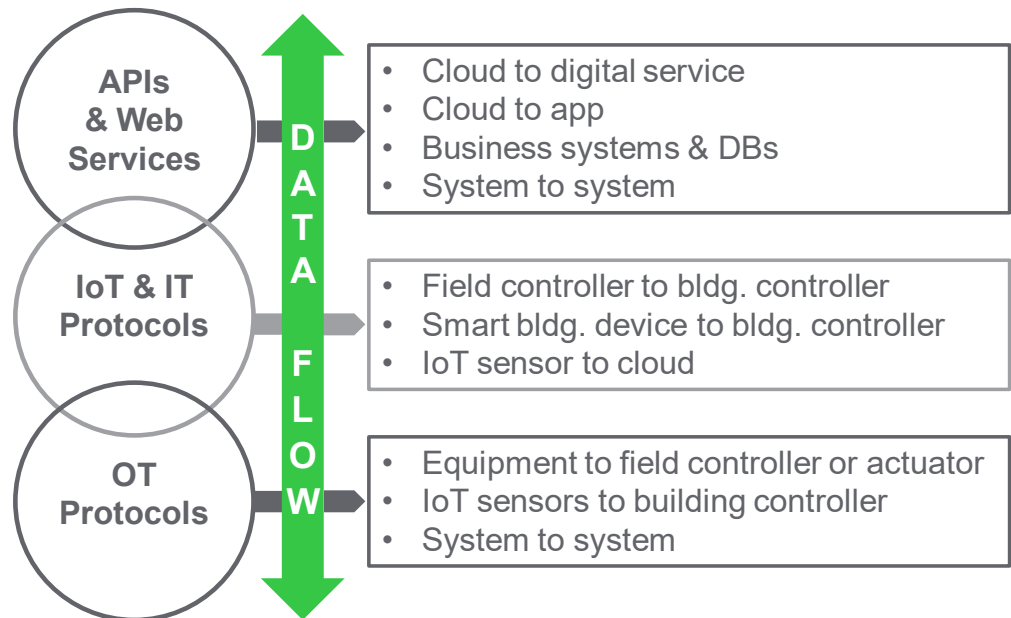 APIs
& Web
Services
• Cloud to digital service
• Cloud to app
• Business systems & DBs
• System to system
IoT & IT
Protocols
• Field controller to bldg. controller
• Smart bldg. device to bldg. controller
• IoT sensor to cloud
OT
Protocols
• Equipment to field controller or actuator
• IoT sensors to building controller
• System to system
DATA FLOW